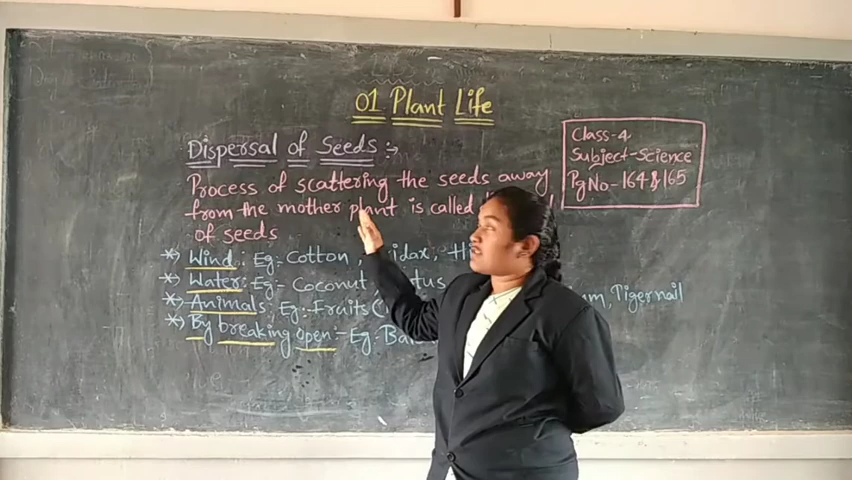 01 Plant Life
Class-4
Subject-Science
Pg No-164 & 165
Dispersal of Seeds :→
Process of scattering the seeds away
from the mother plant is called
of seeds
*) Wind: Eg:- Cotton,
*) Water:- Eg:- Coconut,
*) Animals: Eg:-Fruits
Tigernail
*) By breaking open:- Eg:-